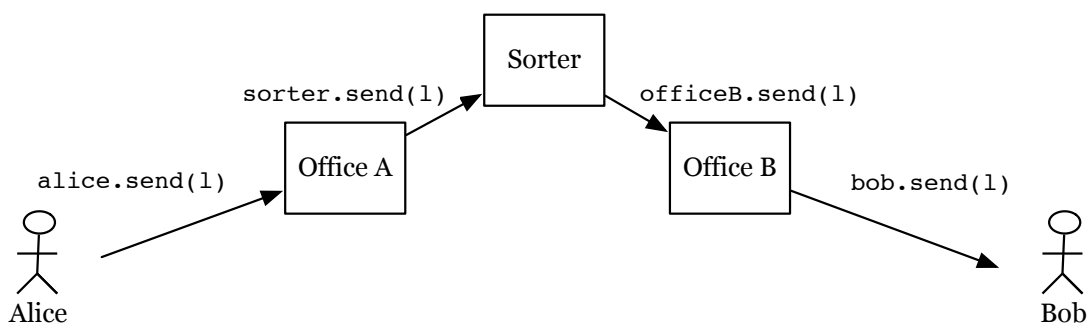 Sorter
sorter.send(l)
officeB.send(l)
Office A
Office B
alice.send(l)
bob.send(l)
Alice
Bob